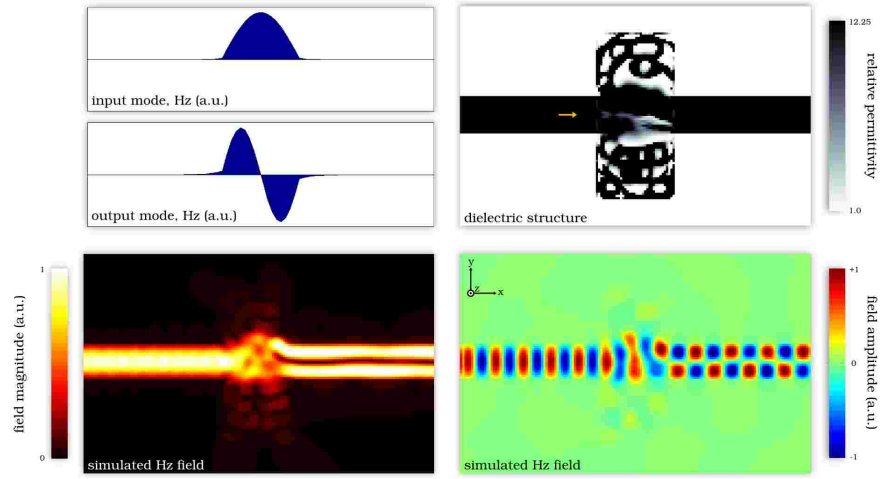 input mode, Hz (a.u.)
output mode, Hz (a.u.)
dielectric structure
12.25
relative permittivity
1.0
1
field magnitude (a.u.)
0
simulated Hz field
y
z
x
simulated Hz field
+1
0
-1
field amplitude (a.u.)